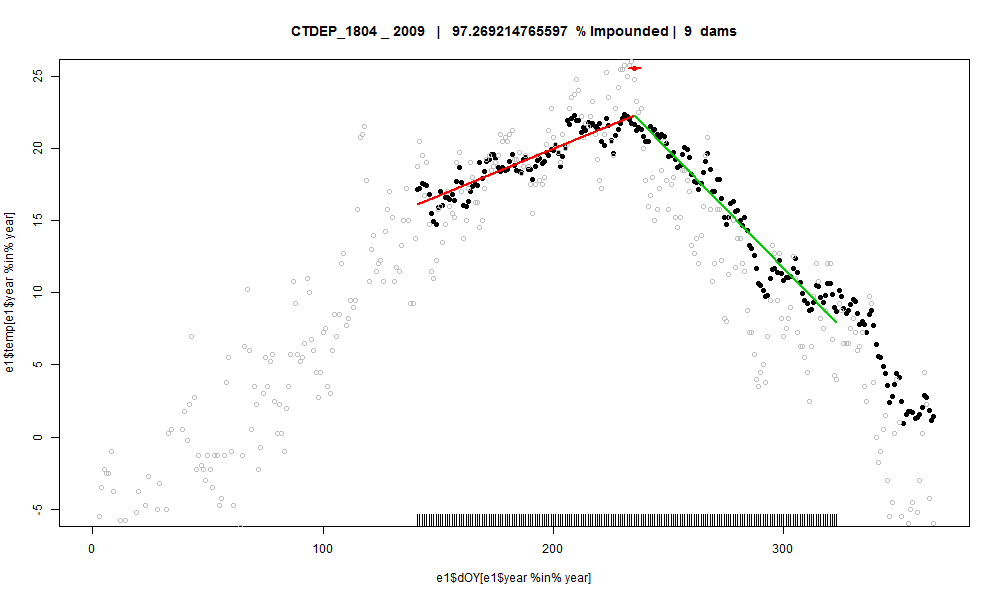 CTDEP_1804 _ 2009 | 97.269214765597 % Impounded | 9 dams
25
20
15
10
5
0
-5
e1$temp[e1$year %in% year]
0 100 200 300
e1$dOY[e1$year %in% year]